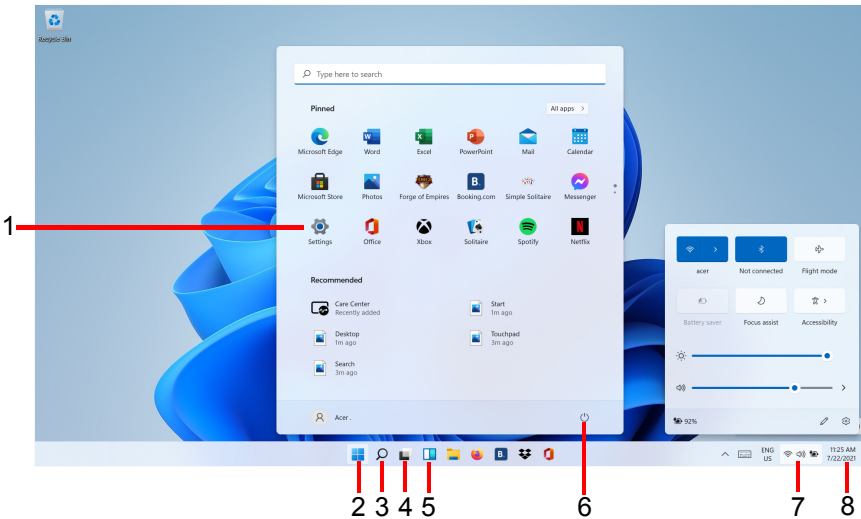 Recycle Bin
Type here to search
Pinned
All apps >
Microsoft Edge
Word
Excel
PowerPoint
Mail
Calendar
Microsoft Store
Photos
Forge of Empires
B.
Booking.com
Simple Solitaire
Messenger
1
Settings
Office
Xbox
Solitaire
Spotify
N
Netflix
Recommended
Care Center
Recently added
Start
1m ago
Desktop
1m ago
Touchpad
3m ago
Search
3m ago
Acer .
acer
Not connected
Flight mode
Battery saver
Focus assist
Accessibility
92%
B.
ENG
US
11:25 AM
7/22/2021
2
3
4
5
6
7
8